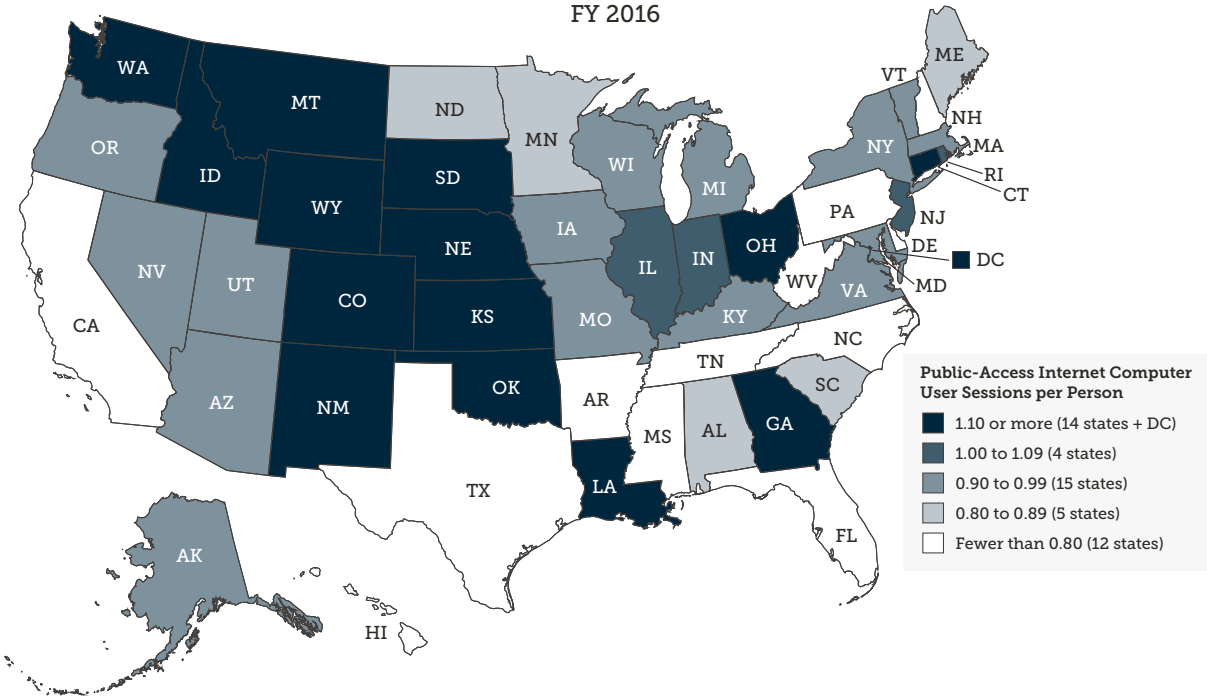 FY 2016
WA
MT
ND
MN
ME
VT
NH
MA
RI
CT
NY
OR
ID
SD
WI
MI
WY
NE
IA
PA
NJ
DE
DC
MD
OH
IL
IN
WV
VA
NV
UT
CO
KS
MO
KY
CA
NC
TN
SC
AZ
NM
OK
AR
MS
AL
GA
LA
TX
FL
AK
HI
Public-Access Internet Computer
User Sessions per Person
1.10 or more (14 states + DC)
1.00 to 1.09 (4 states)
0.90 to 0.99 (15 states)
0.80 to 0.89 (5 states)
Fewer than 0.80 (12 states)